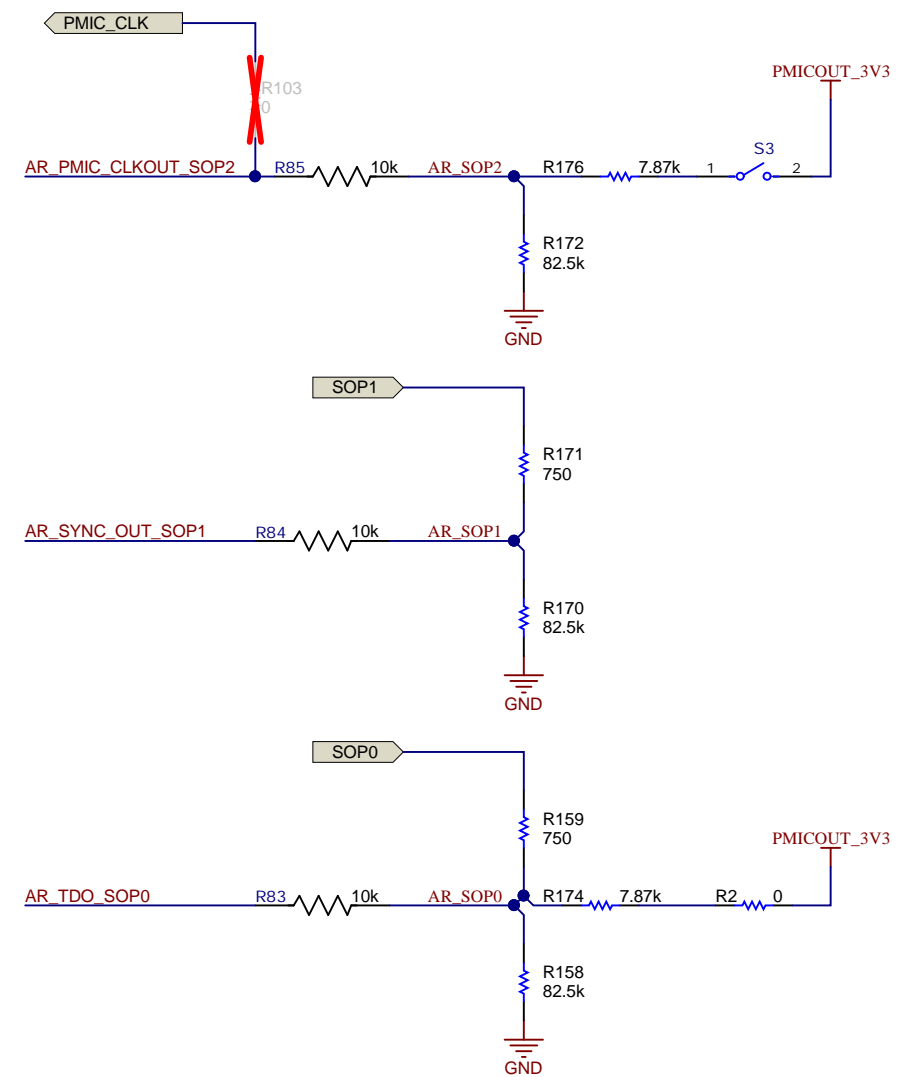 PMIC_CLK
R103
0
PMICOUT_3V3
AR_PMIC_CLKOUT_SOP2 R85 10k AR_SOP2 R176 7.87k 1 S3 2
R172
82.5k
GND
SOP1
R171
750
AR_SYNC_OUT_SOP1 R84 10k AR_SOP1
R170
82.5k
GND
SOP0
R159
750
PMICOUT_3V3
AR_TDO_SOP0 R83 10k AR_SOP0 R174 7.87k R2 0
R158
82.5k
GND